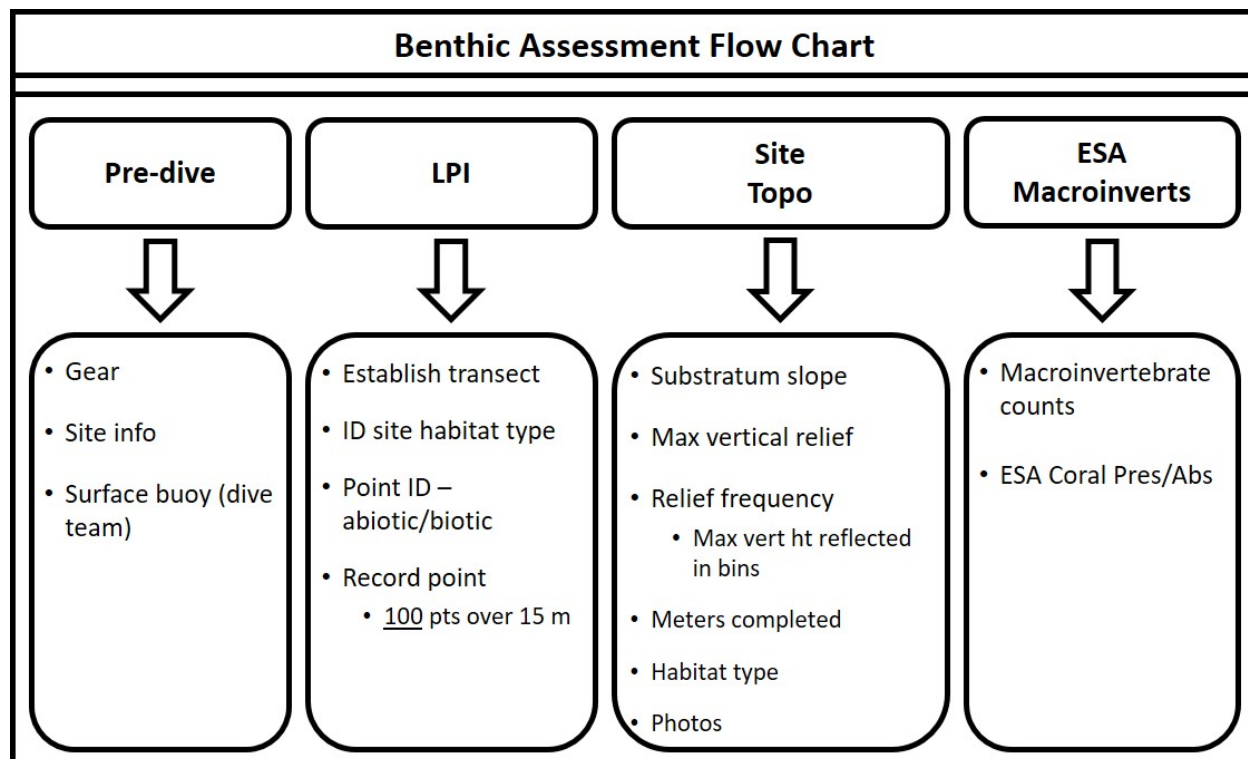 Benthic Assessment Flow Chart
Pre-dive
• Gear
• Site info
• Surface buoy (dive
team)
LPI
• Establish transect
• ID site habitat type
• Point ID –
abiotic/biotic
• Record point
• 100 pts over 15 m
Site
Topo
• Substratum slope
• Max vertical relief
• Relief frequency
• Max vert ht reflected
in bins
• Meters completed
• Habitat type
• Photos
ESA
Macroinverts
• Macroinvertebrate
counts
• ESA Coral Pres/Abs